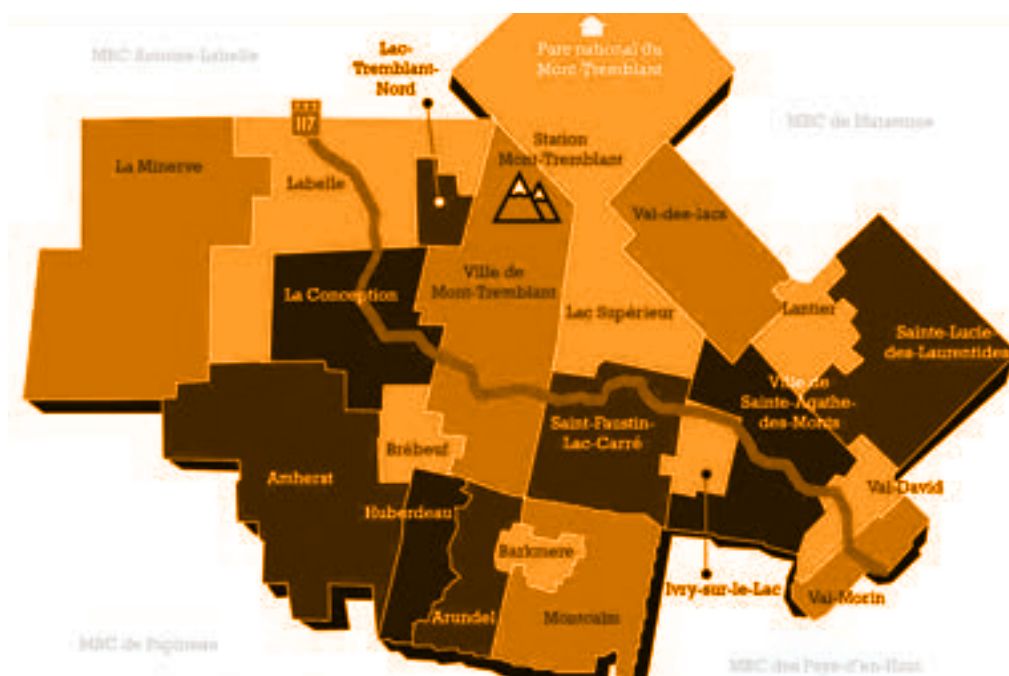 Parc national du
Mont-Tremblant
Lac-
Tremblant-
Nord
MRC Antoine-Labelle
117
MRC de Matawinie
Station
Mont-Tremblant
La Minerve
Labelle
Val-des-lacs
Ville de
Mont-Tremblant
La Conception
Lac Supérieur
Lantier
Sainte-Lucie
des-Laurentides
Ville de
Sainte-Agathe-
des-Monts
Saint-Faustin-
Lac-Carré
Brébeuf
Amherst
Huberdeau
Val-David
Barkmere
Ivry-sur-le-Lac
Val-Morin
Arundel
Montcalm
MRC de Papineau
MRC des Pays-d'en-Haut